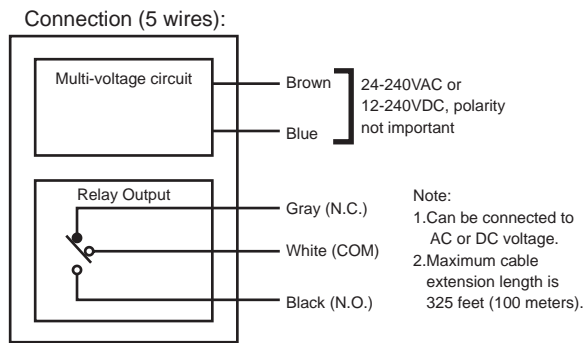 Connection (5 wires):
Multi-voltage circuit
Brown
24-240VAC or
12-240VDC, polarity
not important
Blue
Relay Output
Gray (N.C.)
White (COM)
Black (N.O.)
Note:
1.Can be connected to
AC or DC voltage.
2.Maximum cable
extension length is
325 feet (100 meters).